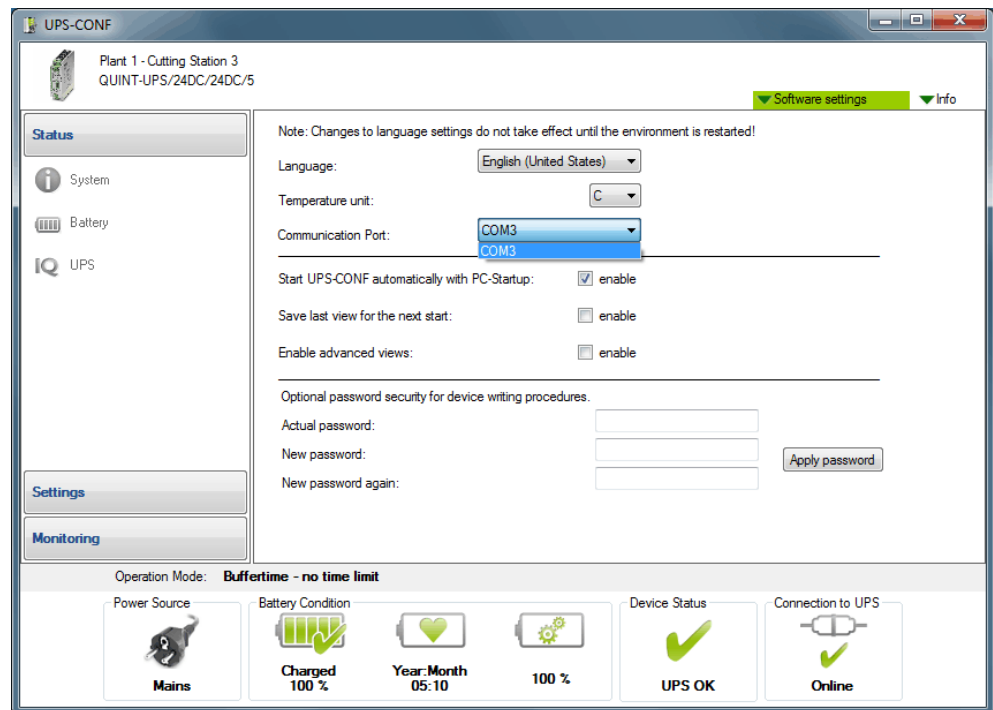 UPS-CONF
Plant 1 - Cutting Station 3
QUINT-UPS/24DC/24DC/5
Software settings
Info
Status
System
Battery
IQ UPS
Settings
Monitoring
Note: Changes to language settings do not take effect until the environment is restarted!
Language: English (United States)
Temperature unit: C
Communication Port: COM3
COM3
Start UPS-CONF automatically with PC-Startup: enable
Save last view for the next start: enable
Enable advanced views: enable
Optional password security for device writing procedures.
Actual password:
New password:
Apply password
New password again:
Operation Mode: Buffertime - no time limit
Power Source
Mains
Battery Condition
Charged
100 %
Year:Month
05:10
100 %
Device Status
UPS OK
Connection to UPS
Online